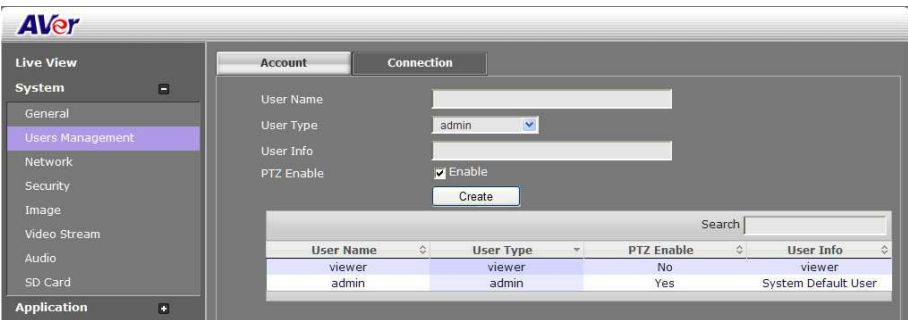 AVer
Live View
System
General
Users Management
Network
Security
Image
Video Stream
Audio
SD Card
Application
Account Connection
User Name
User Type admin
User Info
PTZ Enable Enable
Create
Search
User Name User Type PTZ Enable User Info
viewer viewer No viewer
admin admin Yes System Default User